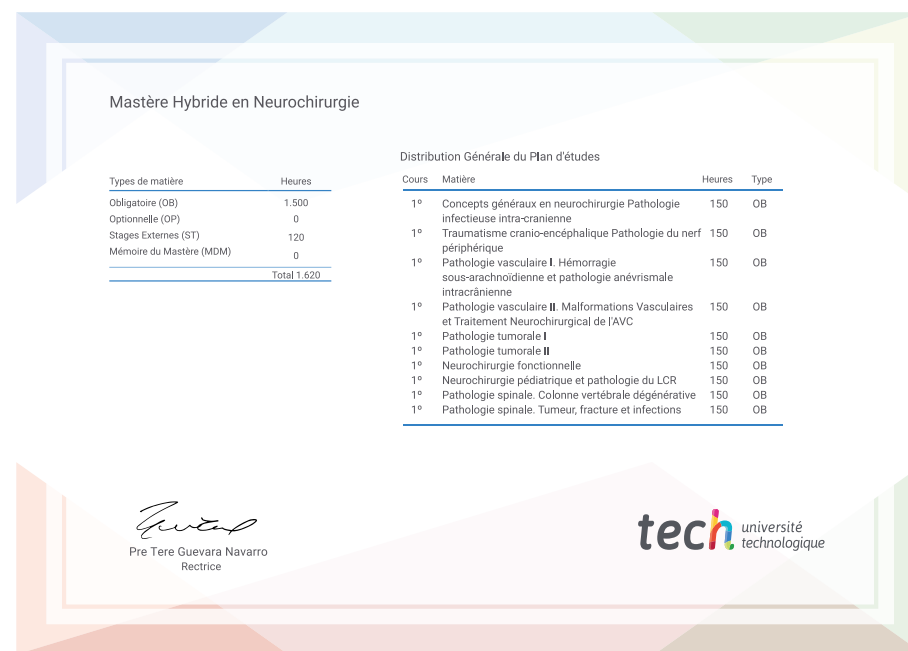 Mastère Hybride en Neurochirurgie
Types de matière Heures
Obligatoire (OB) 1.500
Optionnelle (OP) 0
Stages Externes (ST) 120
Mémoire du Mastère (MDM) 0
Total 1.620
Distribution Générale du Plan d'études
Cours Matière Heures Type
1º Concepts généraux en neurochirurgie Pathologie 150 OB
infectieuse intra-cranienne
1º Traumatisme cranio-encéphalique Pathologie du nerf 150 OB
périphérique
1º Pathologie vasculaire I. Hémorragie 150 OB
sous-arachnoïdienne et pathologie anévrismale
intracrânienne
1º Pathologie vasculaire II. Malformations Vasculaires 150 OB
et Traitement Neurochirurgical de l'AVC
1º Pathologie tumorale I 150 OB
1º Pathologie tumorale II 150 OB
1º Neurochirurgie fonctionnelle 150 OB
1º Neurochirurgie pédiatrique et pathologie du LCR 150 OB
1º Pathologie spinale. Colonne vertébrale dégénérative 150 OB
1º Pathologie spinale. Tumeur, fracture et infections 150 OB
Pre Tere Guevara Navarro
Rectrice
tech université
technologique